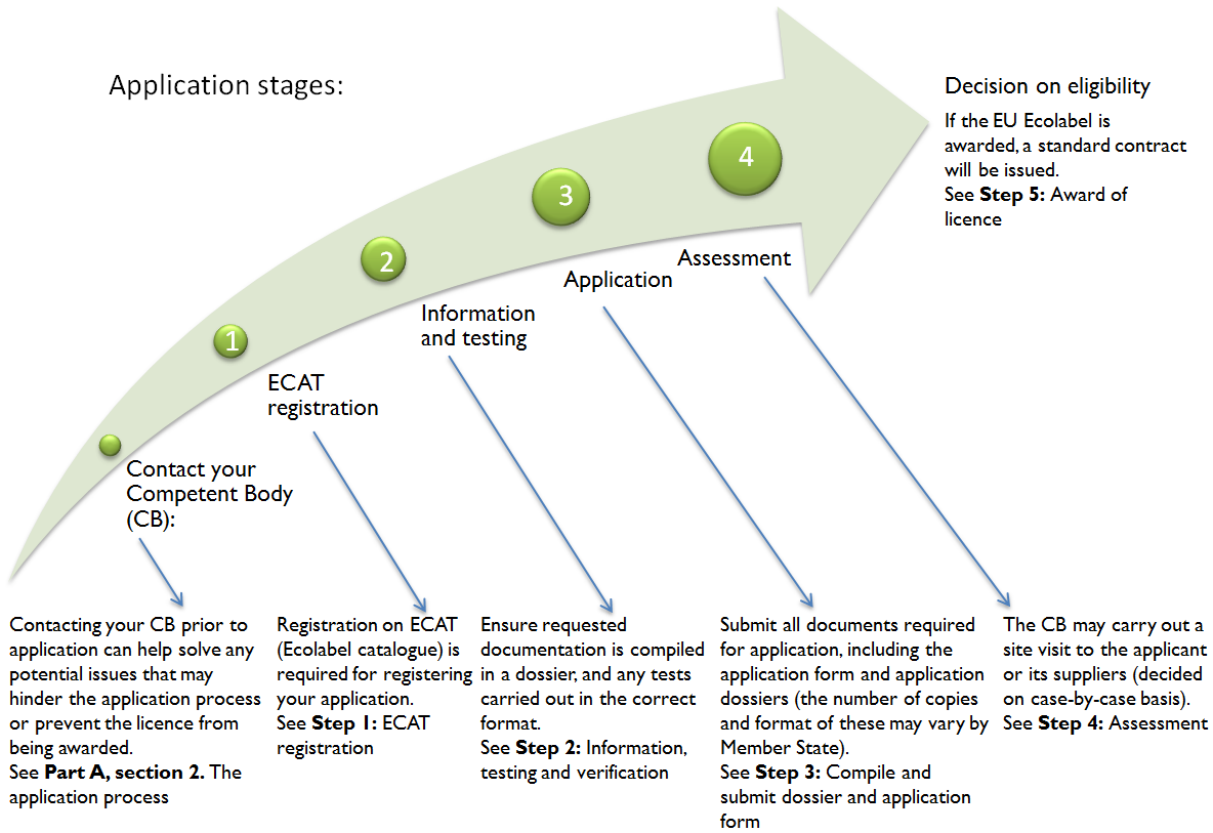 Application stages:
1
2
3
4
Contact your
Competent Body
(CB):
ECAT
registration
Information
and testing
Application
Assessment
Decision on eligibility
If the EU Ecolabel is
awarded, a standard contract
will be issued.
See Step 5: Award of
licence
Contacting your CB prior to
application can help solve any
potential issues that may
hinder the application process
or prevent the licence from
being awarded.
See Part A, section 2. The
application process
Registration on ECAT
(Ecolabel catalogue) is
required for registering
your application.
See Step 1: ECAT
registration
Ensure requested
documentation is compiled
in a dossier, and any tests
carried out in the correct
format.
See Step 2: Information,
testing and verification
Submit all documents required
for application, including the
application form and application
dossiers (the number of copies
and format of these may vary by
Member State).
See Step 3: Compile and
submit dossier and application
form
The CB may carry out a
site visit to the applicant
or its suppliers (decided
on case-by-case basis).
See Step 4: Assessment